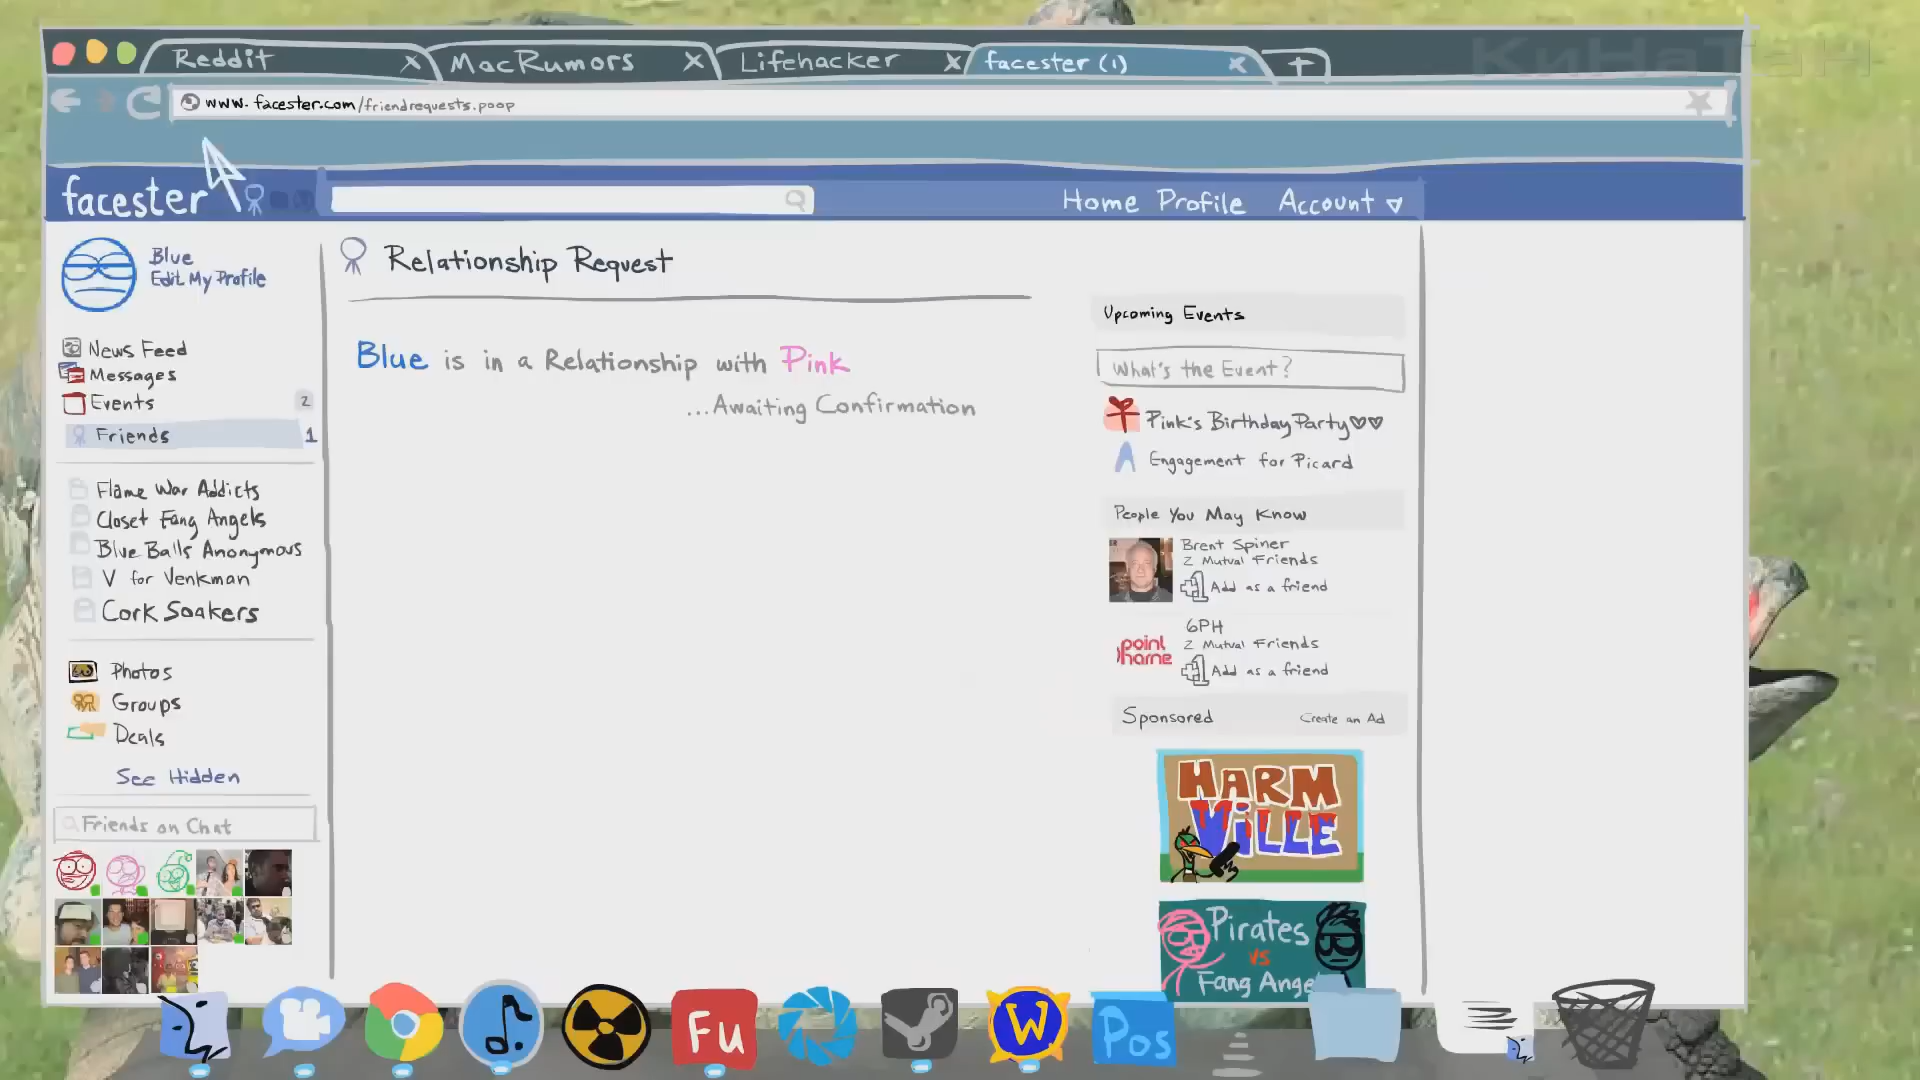 КиНаТан
Reddit
MacRumors
Lifehacker
facester (1)
www.facester.com/friendrequests.poop
facester
Home Profile Account
Blue
Edit My Profile
Relationship Request
Upcoming Events
News Feed
Messages
Events 2
Friends 1
Blue is in a Relationship with Pink
...Awaiting Confirmation
What's the Event?
Pink's Birthday Party
Engagement for Picard
Flame War Addicts
Closet Fang Angels
Blue Balls Anonymous
V for Venkman
Cork Soakers
People You May Know
Brent Spiner
2 Mutual Friends
+1 Add as a friend
6PH
point
harne
2 Mutual Friends
+1 Add as a friend
Photos
Groups
Deals
See Hidden
Sponsored Create an Ad
HARM
ViLLE
Friends on Chat
Pirates
vs
Fang Ange
Fu
W
Pos